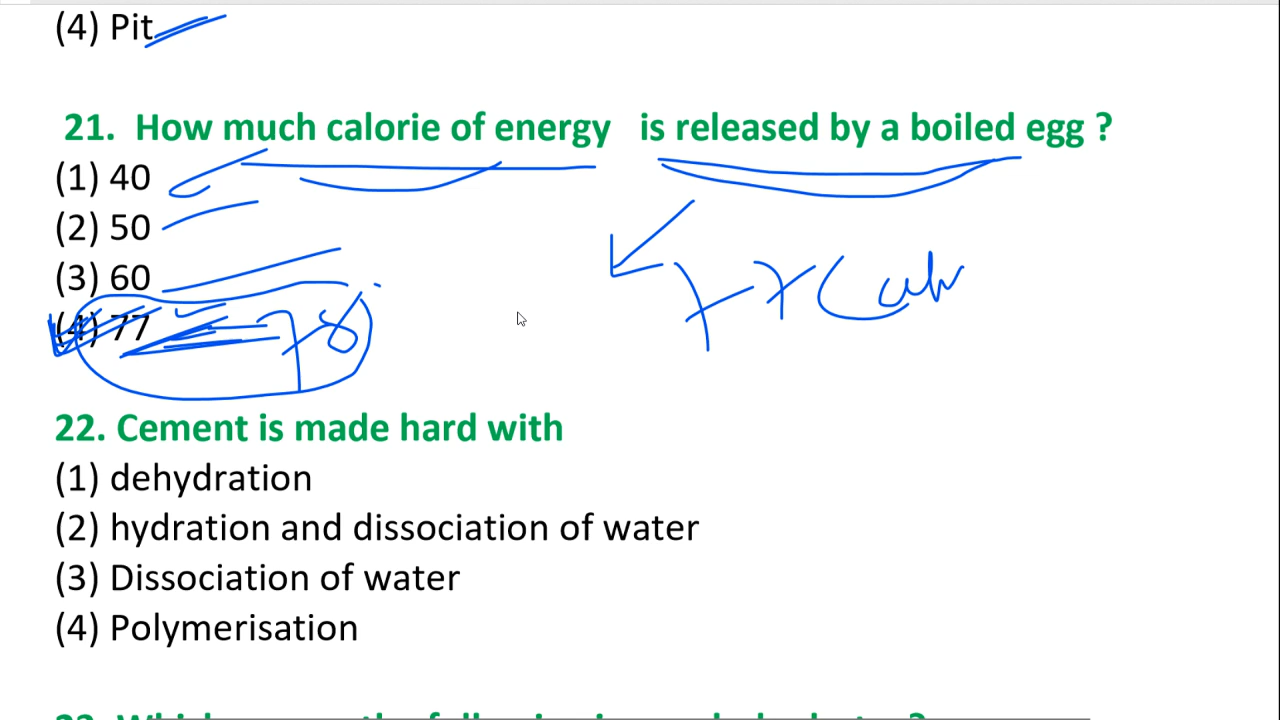 (4) Pit
21. How much calorie of energy is released by a boiled egg ?
(1) 40
(2) 50
(3) 60
(4) 77 78
77 Calo
22. Cement is made hard with
(1) dehydration
(2) hydration and dissociation of water
(3) Dissociation of water
(4) Polymerisation